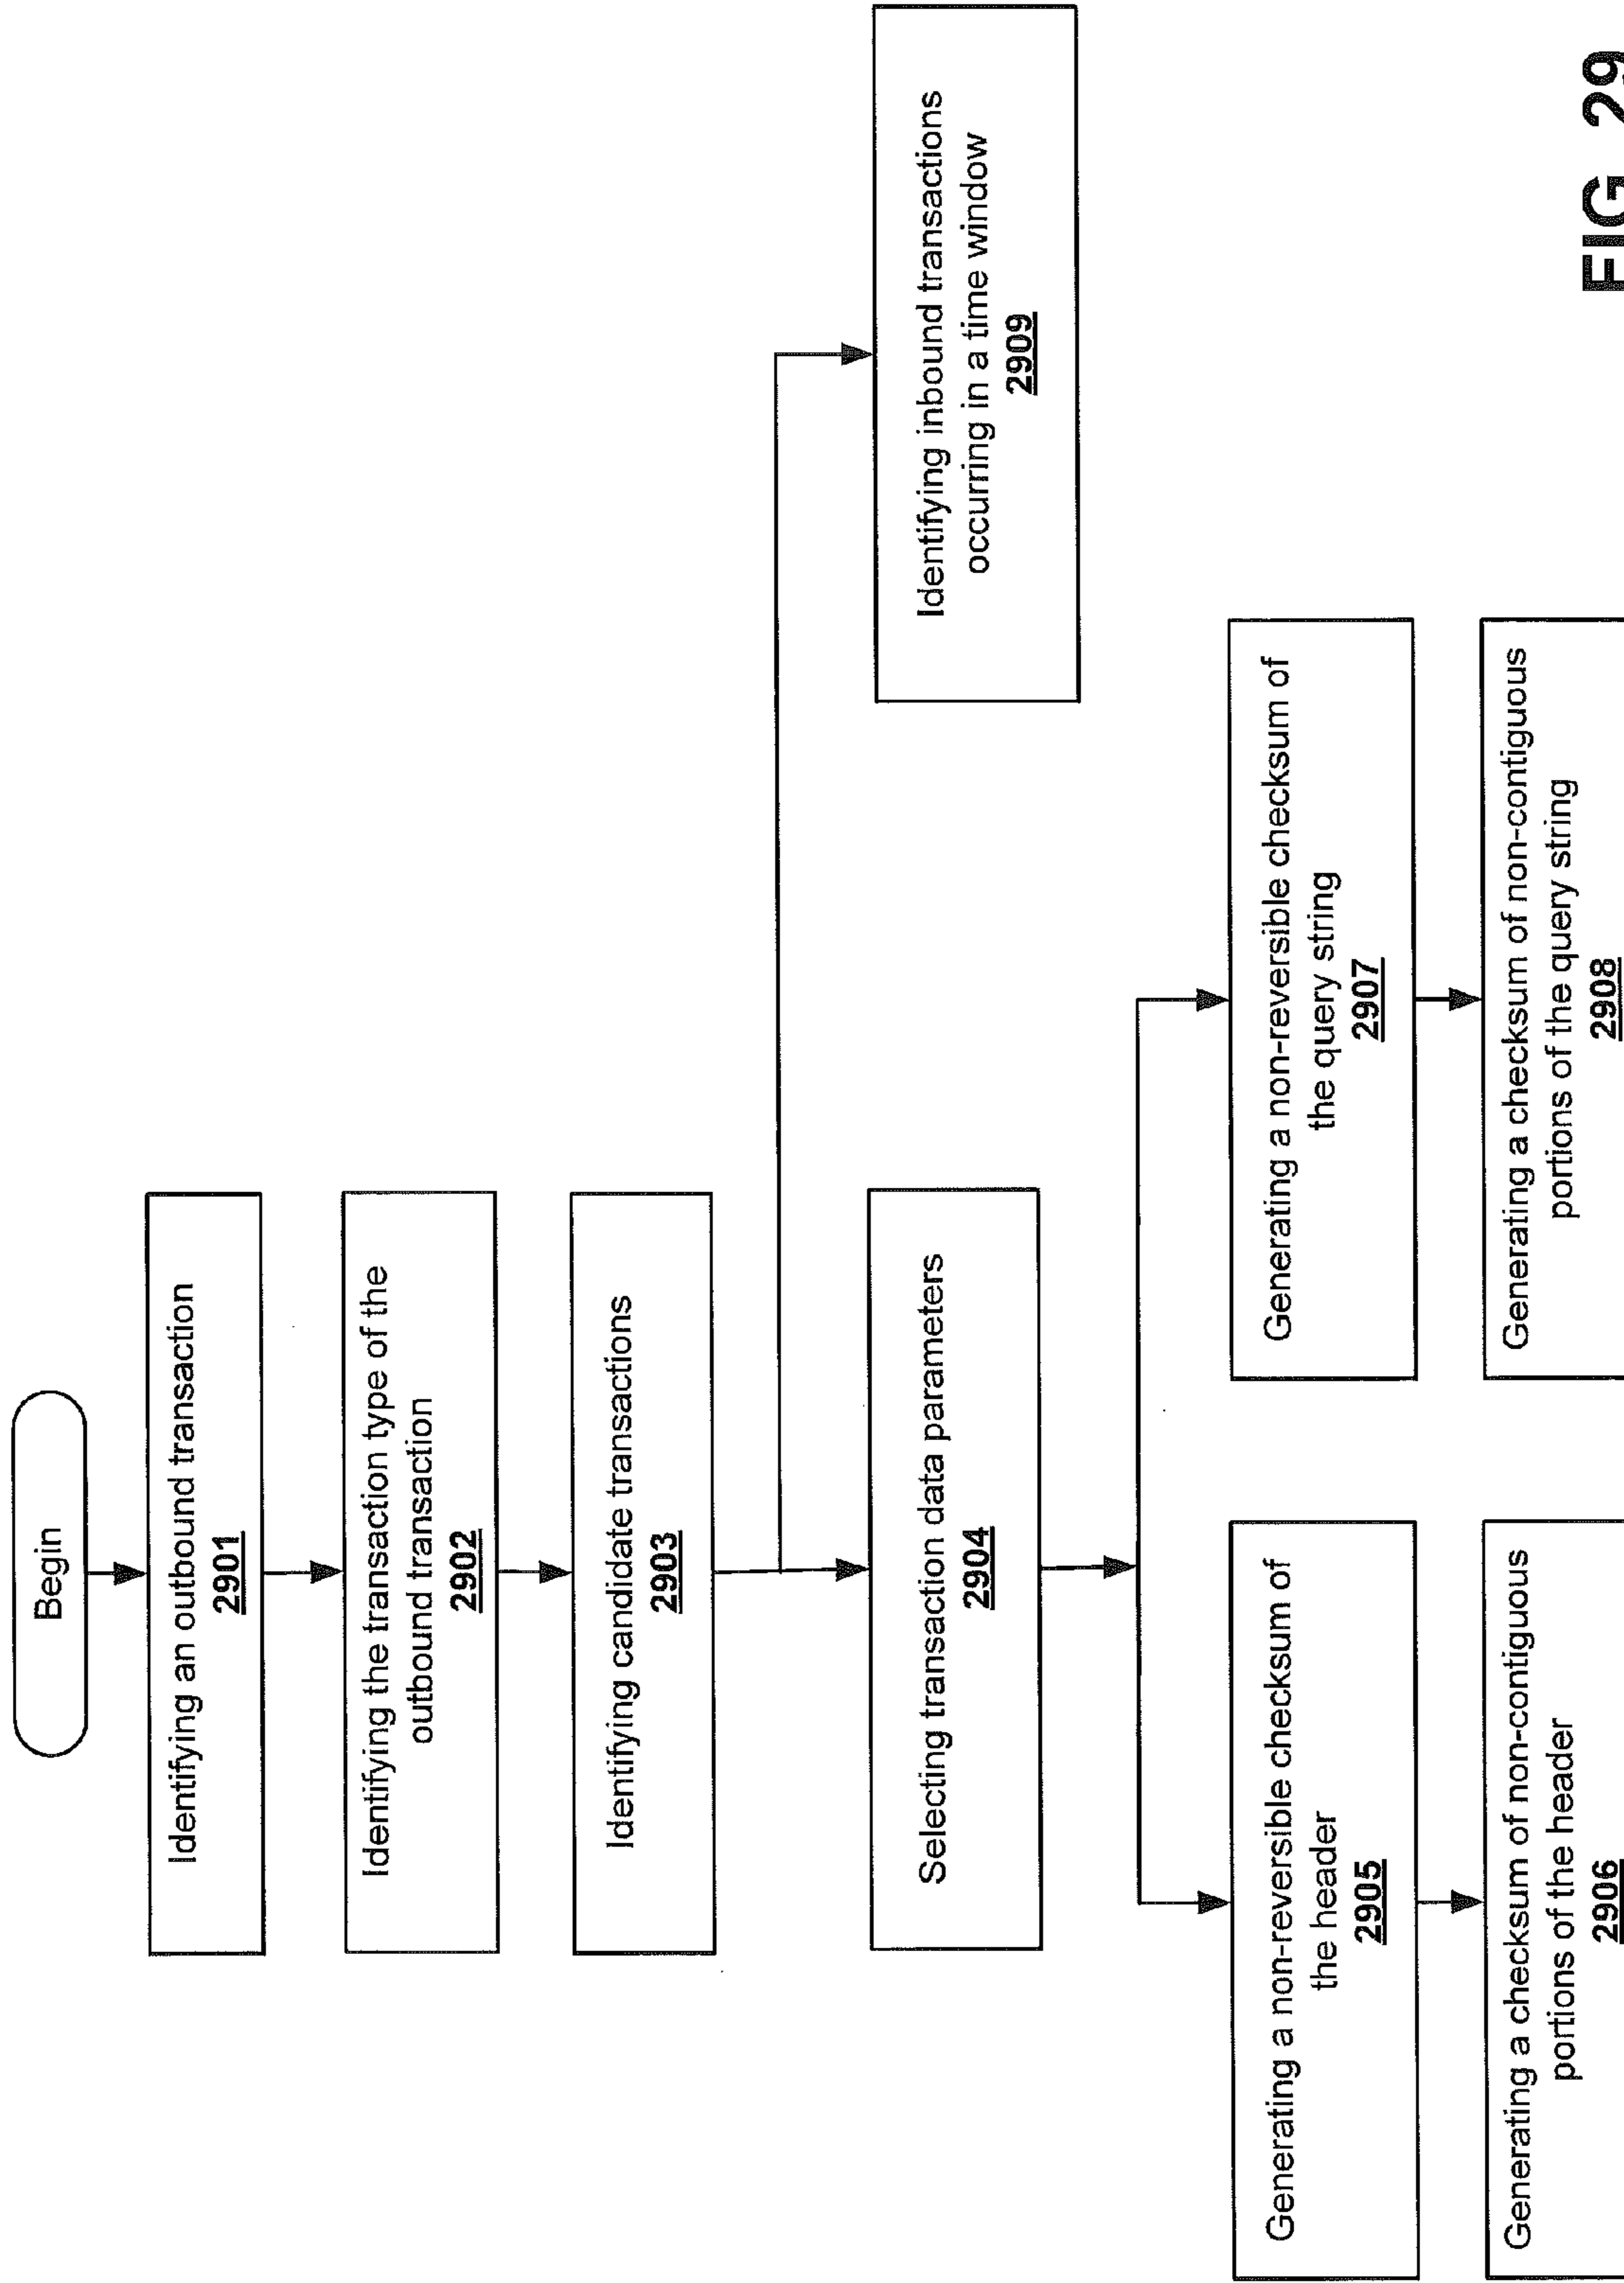 Begin
Identifying an outbound transaction
2901
Identifying the transaction type of the
outbound transaction
2902
Identifying candidate transactions
2903
Selecting transaction data parameters
2904
Identifying inbound transactions
occurring in a time window
2909
Generating a non-reversible checksum of
the header
2905
Generating a checksum of non-contiguous
portions of the header
2906
Generating a non-reversible checksum of
the query string
2907
Generating a checksum of non-contiguous
portions of the query string
2908
FIG 29